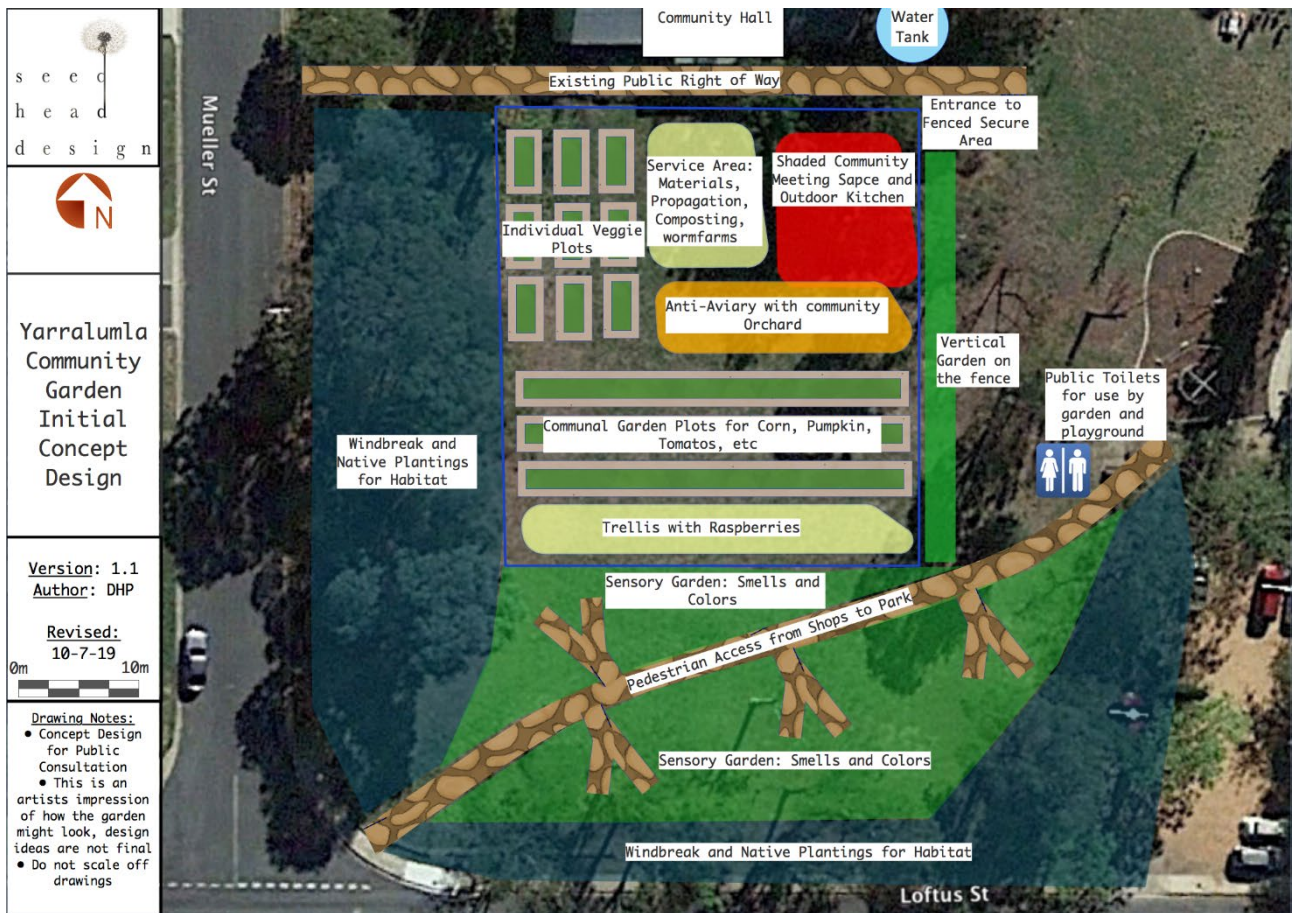 seed
head
design
N
Yarralumla
Community
Garden
Initial
Concept
Design
Version: 1.1
Author: DHP
Revised:
10-7-19
0m 10m
Drawing Notes:
• Concept Design
for Public
Consultation
• This is an
artists impression
of how the garden
might look, design
ideas are not final
• Do not scale off
drawings
Mueller St
Community Hall
Water
Tank
Existing Public Right of Way
Entrance to
Fenced Secure
Area
Service Area:
Materials,
Propagation,
Composting,
wormfarms
Shaded Community
Meeting Sapce and
Outdoor Kitchen
Individual Veggie
Plots
Anti-Aviary with community
Orchard
Vertical
Garden on
the fence
Public Toilets
for use by
garden and
playground
Communal Garden Plots for Corn, Pumpkin,
Tomatos, etc
Windbreak and
Native Plantings
for Habitat
Trellis with Raspberries
Sensory Garden: Smells and
Colors
Pedestrian Access from Shops to Park
Sensory Garden: Smells and Colors
Windbreak and Native Plantings for Habitat
Loftus St